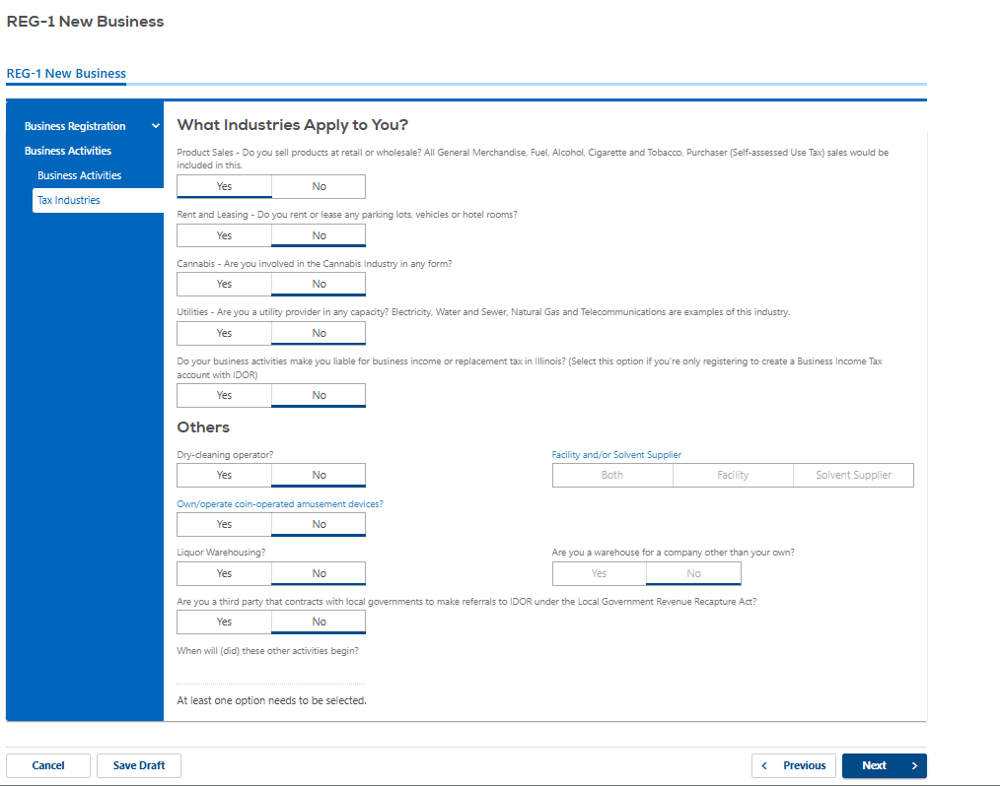 REG-1 New Business
REG-1 New Business
Business Registration
Business Activities
Business Activities
Tax Industries
What Industries Apply to You?
Product Sales - Do you sell products at retail or wholesale? All General Merchandise, Fuel, Alcohol, Cigarette and Tobacco, Purchaser (Self-assessed Use Tax) sales would be
included in this.
Yes No
Rent and Leasing - Do you rent or lease any parking lots, vehicles or hotel rooms?
Yes No
Cannabis - Are you involved in the Cannabis Industry in any form?
Yes No
Utilities - Are you a utility provider in any capacity? Electricity, Water and Sewer, Natural Gas and Telecommunications are examples of this industry.
Yes No
Do your business activities make you liable for business income or replacement tax in Illinois? (Select this option if you're only registering to create a Business Income Tax
account with IDOR)
Yes No
Others
Dry-cleaning operator? Facility and/or Solvent Supplier
Yes No Both Facility Solvent Supplier
Own/operate coin-operated amusement devices?
Yes No
Liquor Warehousing? Are you a warehouse for a company other than your own?
Yes No Yes No
Are you a third party that contracts with local governments to make referrals to IDOR under the Local Government Revenue Recapture Act?
Yes No
When will (did) these other activities begin?
At least one option needs to be selected.
Cancel Save Draft Previous Next